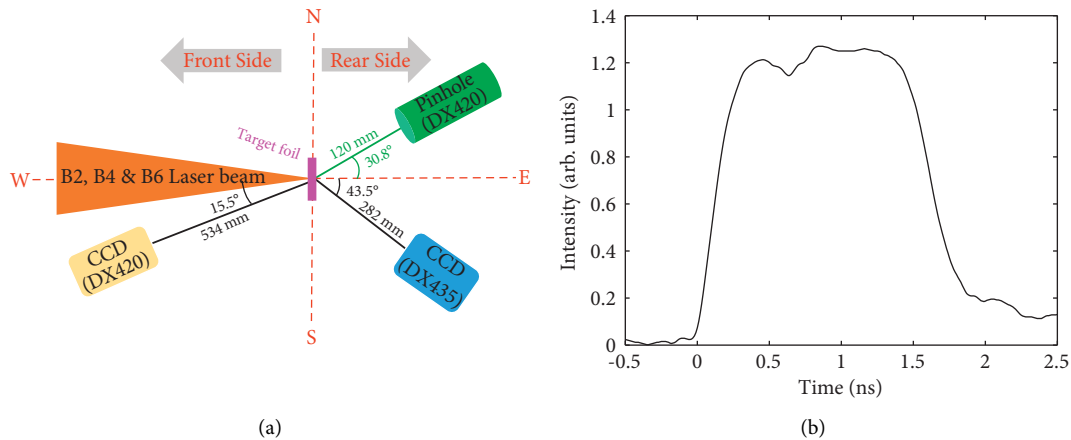 N
Front Side
Rear Side
Pinhole
(DX420)
Target foil
120 mm
30.8°
W
B2, B4 & B6 Laser beam
E
15.5°
534 mm
43.5°
282 mm
CCD
(DX420)
CCD
(DX435)
S
(a)
1.4
1.2
1
0.8
0.6
0.4
0.2
0
Intensity (arb. units)
-0.5
0
0.5
1
1.5
2
2.5
Time (ns)
(b)